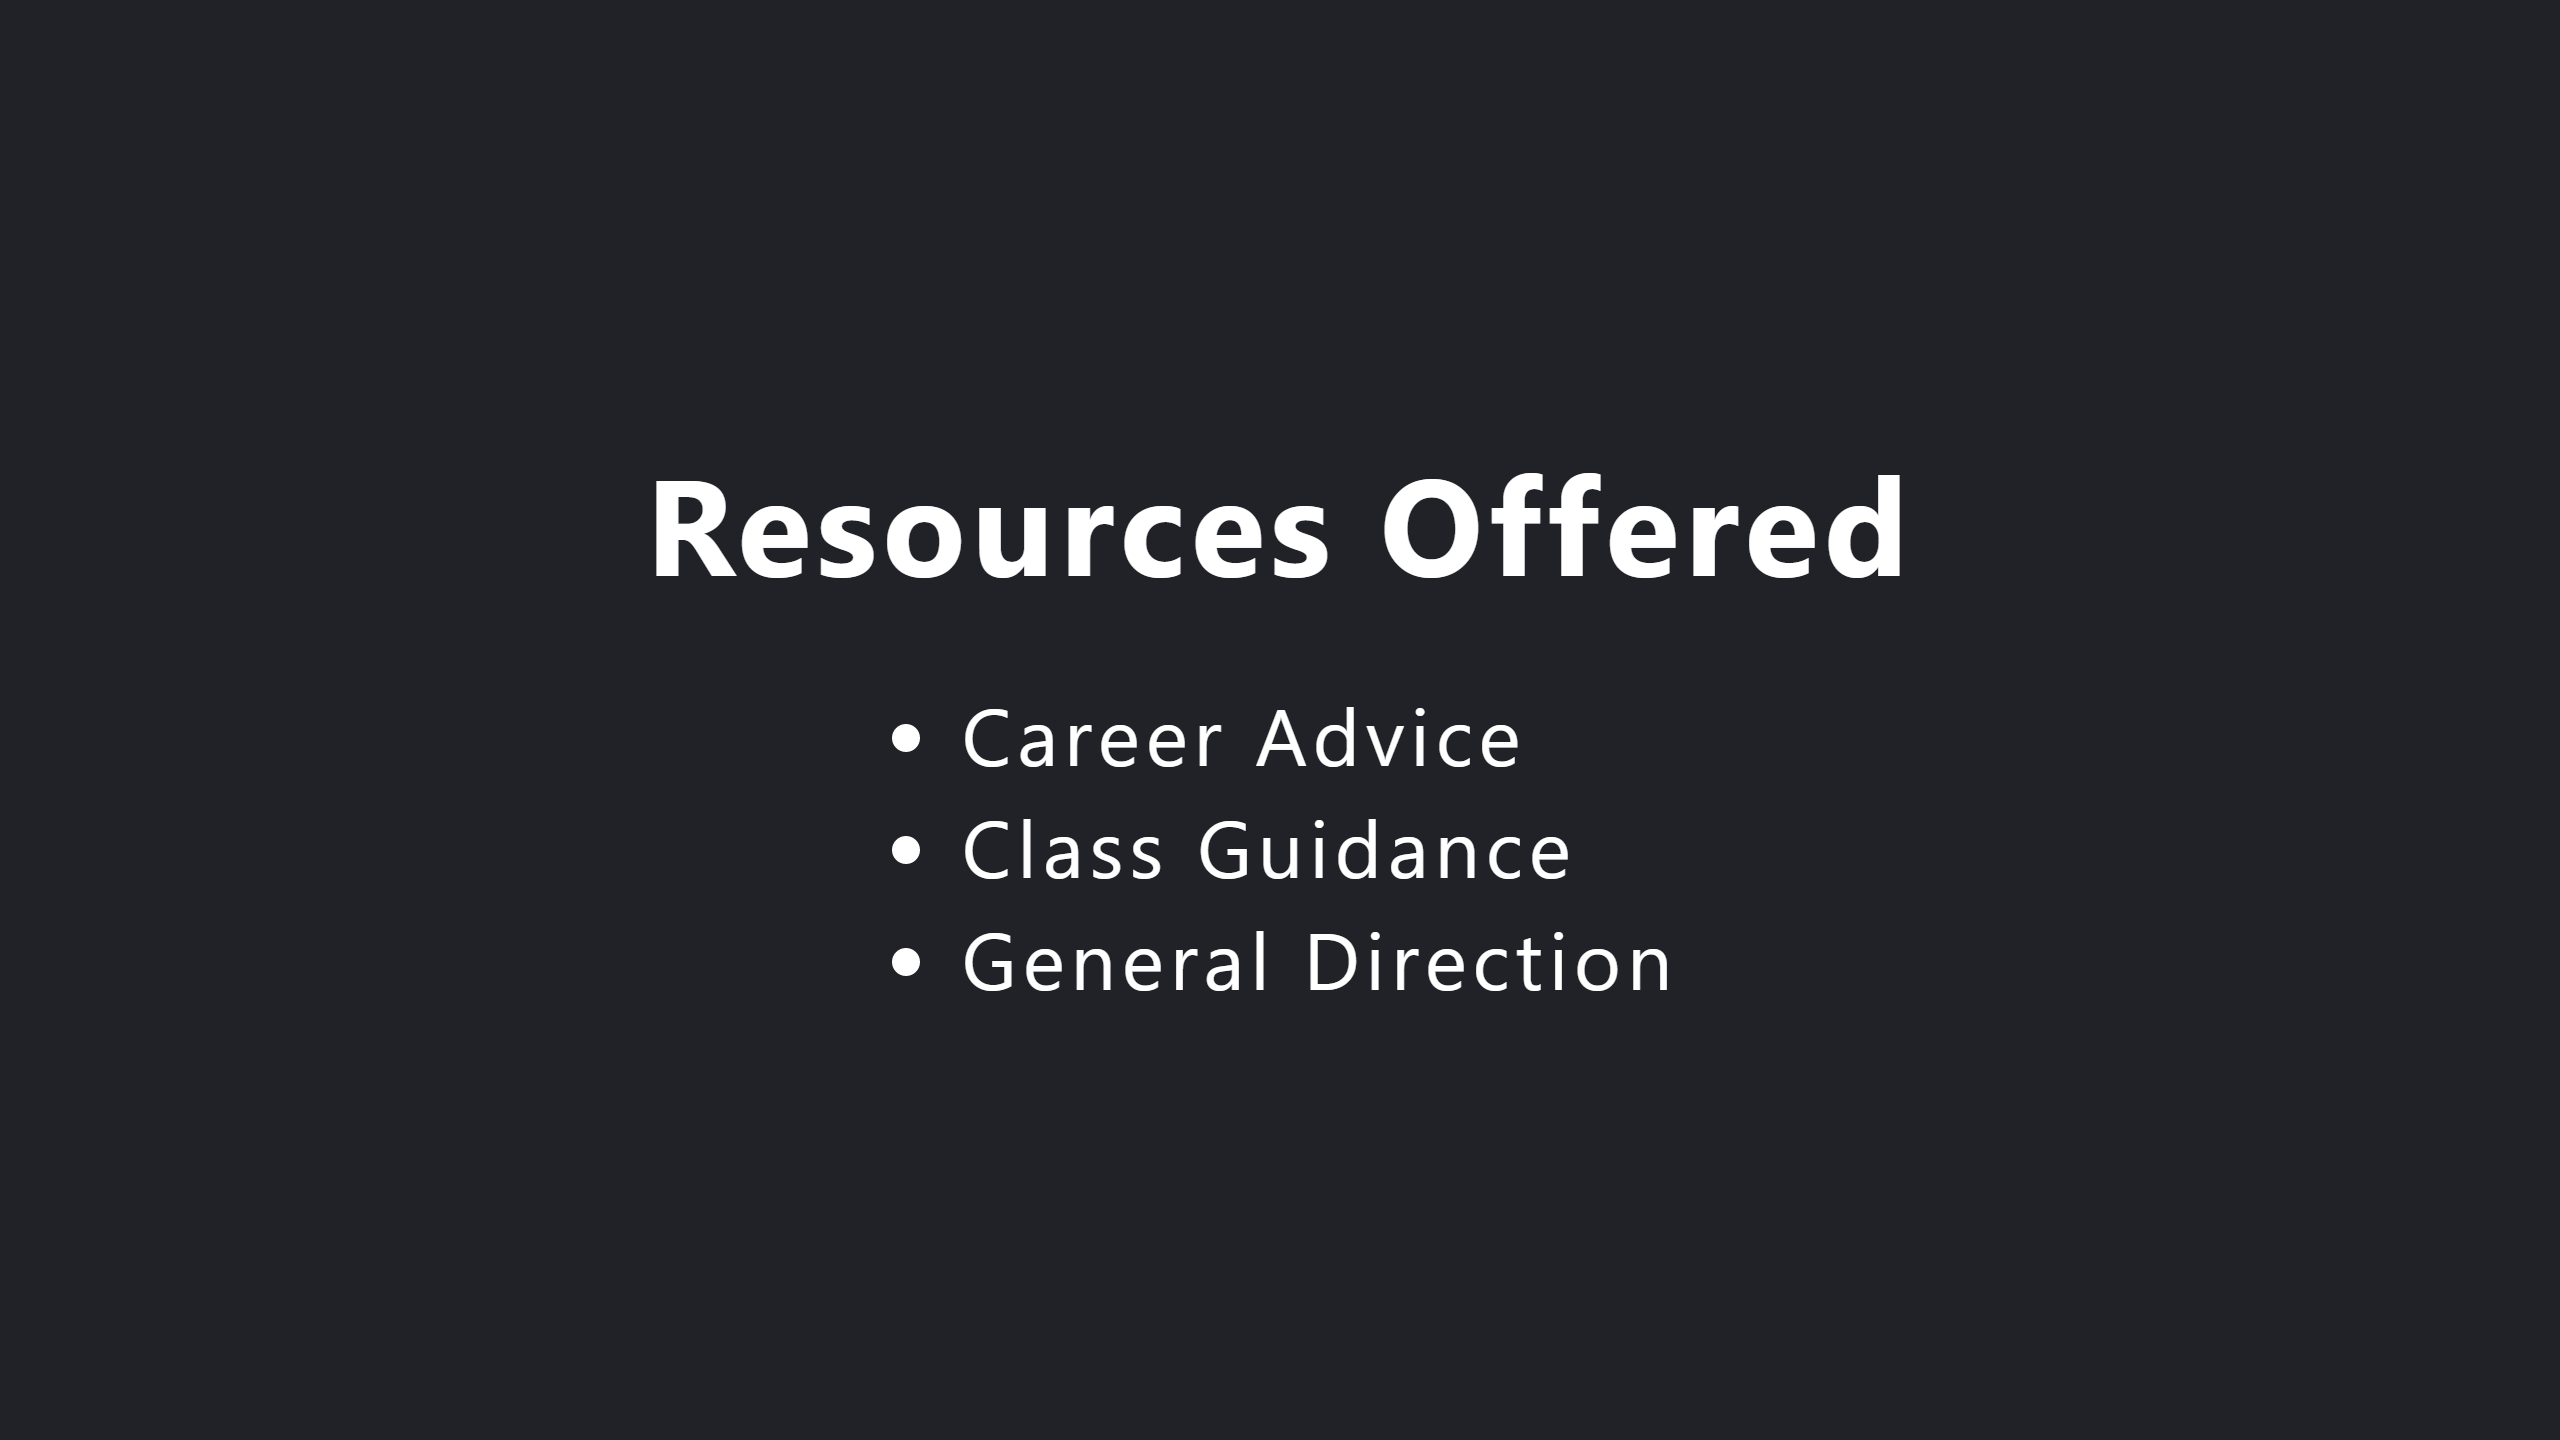 Resources Offered
• Career Advice
• Class Guidance
• General Direction